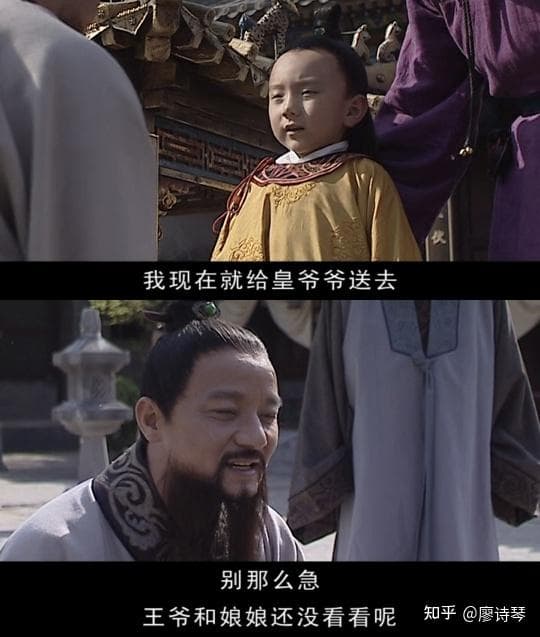 我现在就给皇爷爷送去
别那么急
王爷和娘娘还没看看呢
知乎 @廖诗琴